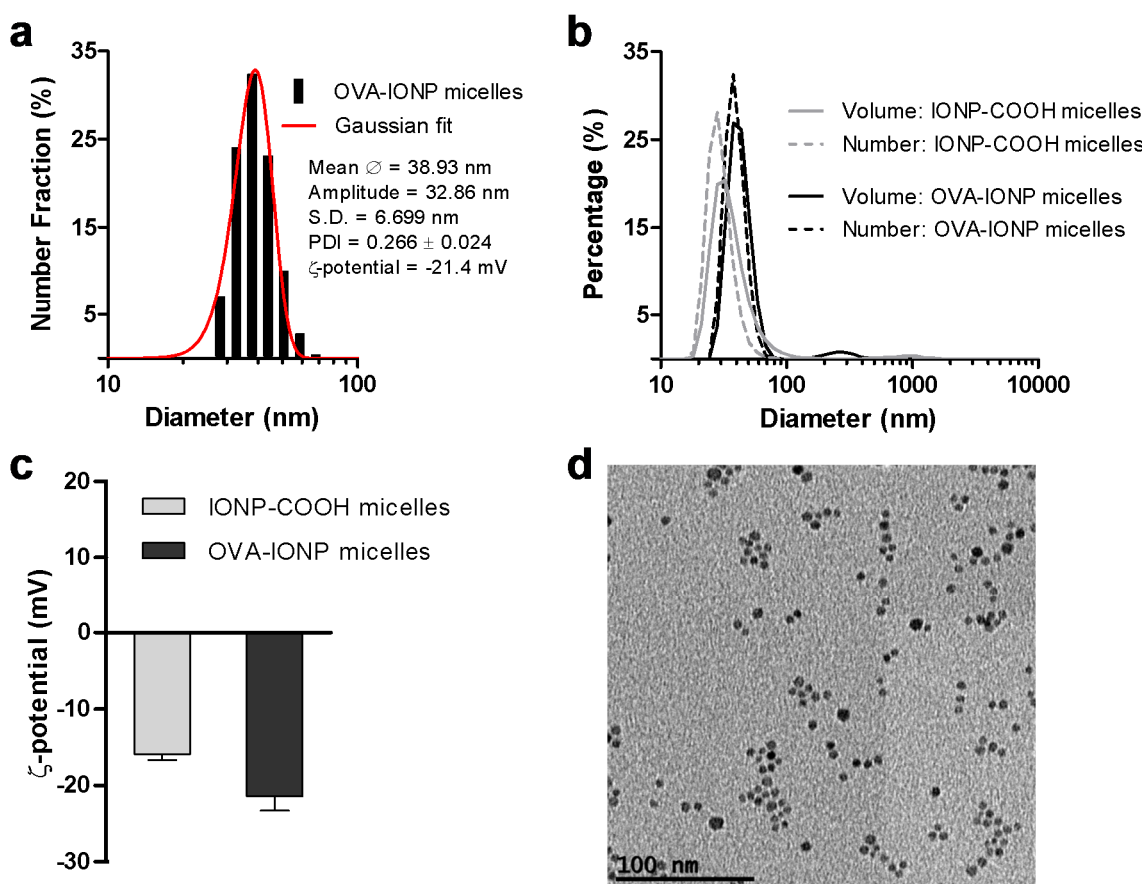 a
35
25
15
5
Number Fraction (%)
10
100
Diameter (nm)
OVA-IONP micelles
Gaussian fit
Mean ∅ = 38.93 nm
Amplitude = 32.86 nm
S.D. = 6.699 nm
PDI = 0.266 ± 0.024
ζ-potential = -21.4 mV
b
35
25
15
5
Percentage (%)
10
100
1000
10000
Diameter (nm)
Volume: IONP-COOH micelles
Number: IONP-COOH micelles
Volume: OVA-IONP micelles
Number: OVA-IONP micelles
c
20
10
0
-10
-20
-30
ζ-potential (mV)
IONP-COOH micelles
OVA-IONP micelles
d
100 nm